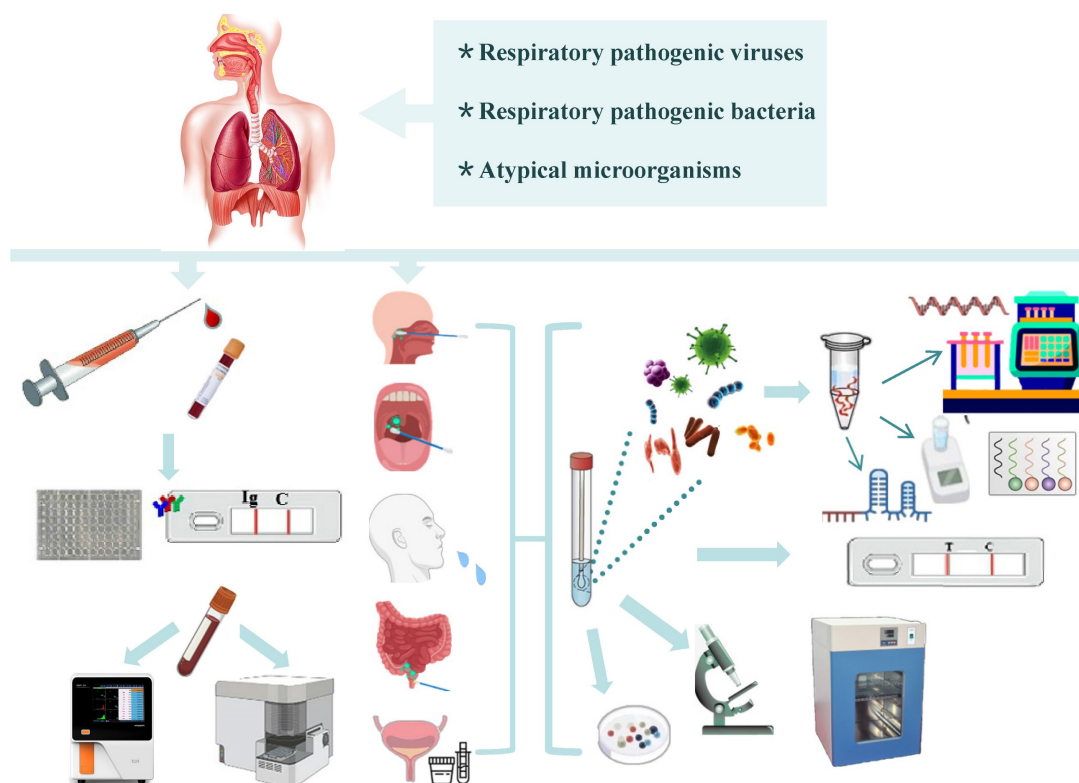 * Respiratory pathogenic viruses
* Respiratory pathogenic bacteria
* Atypical microorganisms
Ig C
T C